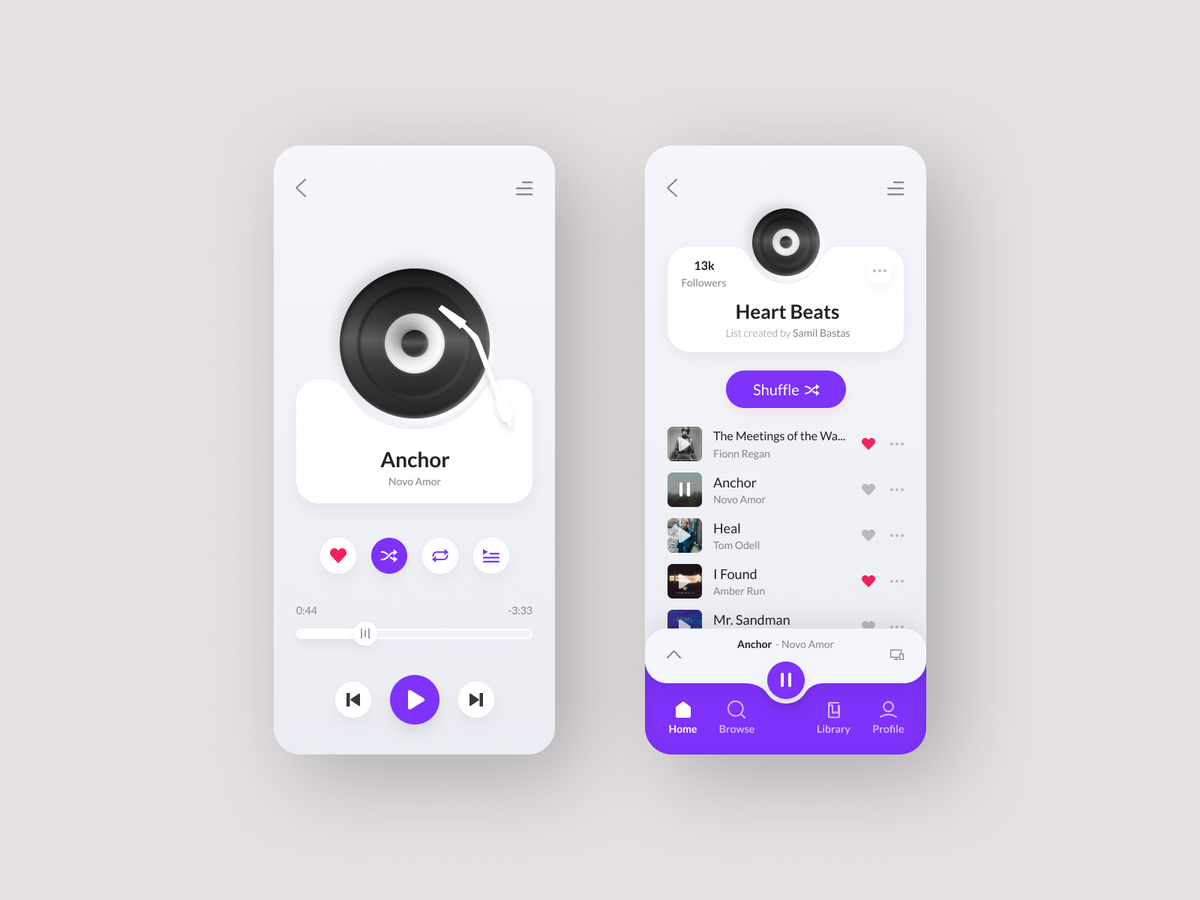 Anchor
Novo Amor
0:44
-3:33
13k
Followers
Heart Beats
List created by Samil Bastas
Shuffle
The Meetings of the Wa...
Fionn Regan
Anchor
Novo Amor
Heal
Tom Odell
I Found
Amber Run
Mr. Sandman
Anchor - Novo Amor
Home
Browse
Library
Profile